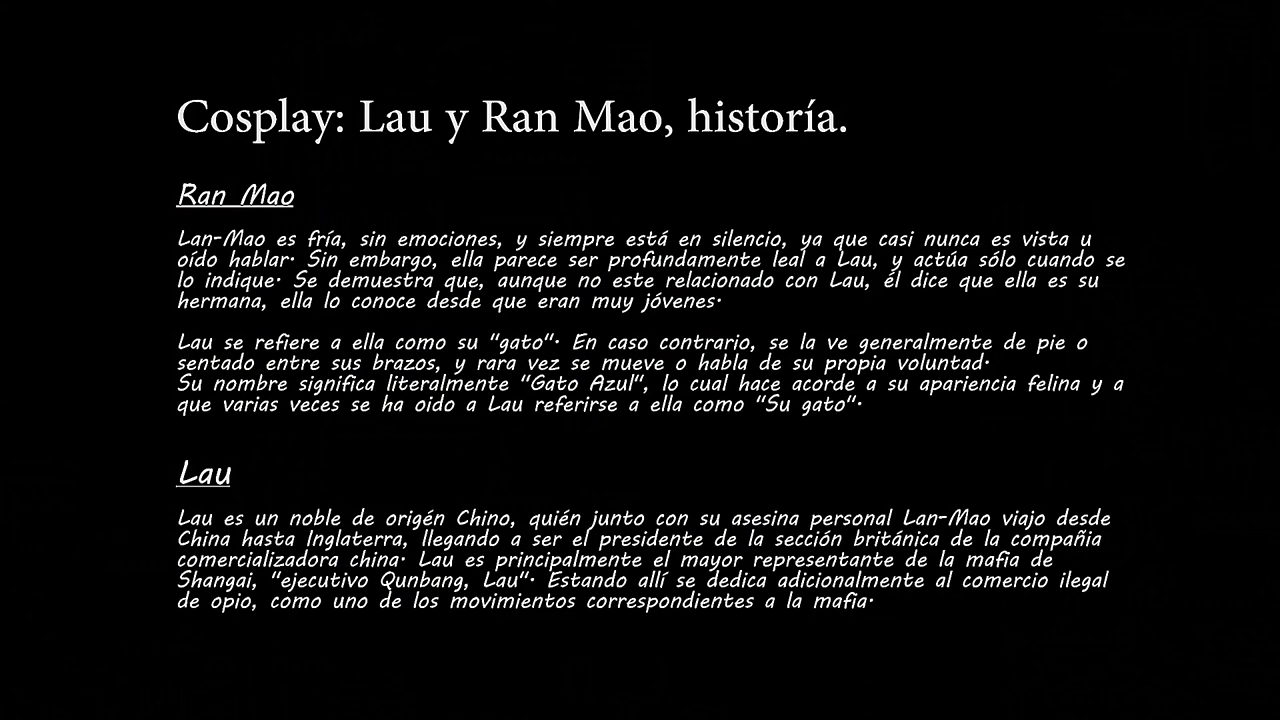 Cosplay: Lau y Ran Mao, historía.
Ran Mao
Lan-Mao es fría, sin emociones, y siempre está en silencio, ya que casi nunca es vista u
oído hablar. Sin embargo, ella parece ser profundamente leal a Lau, y actúa sólo cuando se
lo indique. Se demuestra que, aunque no este relacionado con Lau, él dice que ella es su
hermana, ella lo conoce desde que eran muy jóvenes.
Lau se refiere a ella como su "gato". En caso contrario, se la ve generalmente de pie o
sentado entre sus brazos, y rara vez se mueve o habla de su propia voluntad.
Su nombre significa literalmente "Gato Azul", lo cual hace acorde a su apariencia felina y a
que varias veces se ha oido a Lau referirse a ella como "Su gato".
Lau
Lau es un noble de origén Chino, quién junto con su asesina personal Lan-Mao viajo desde
China hasta Inglaterra, llegando a ser el presidente de la sección británica de la compañia
comercializadora china. Lau es principalmente el mayor representante de la mafia de
Shangai, "ejecutivo Qunbang, Lau". Estando allí se dedica adicionalmente al comercio ilegal
de opio, como uno de los movimientos correspondientes a la mafia.